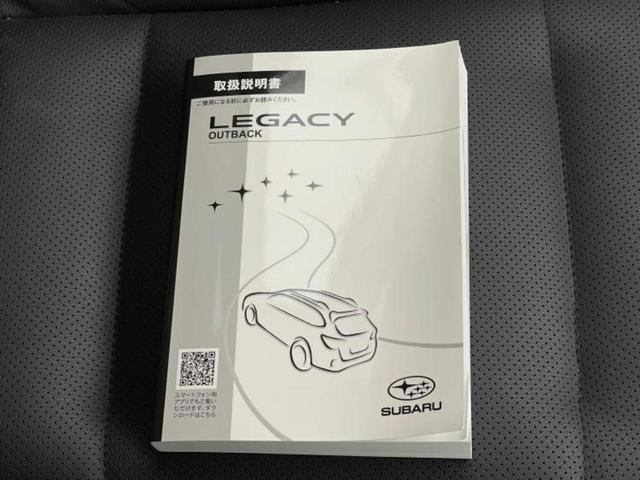 取扱説明書
ご使用になる前に必ずお読みください。
LEGACY
OUTBACK
スマートフォン用
アプリでもご覧い
ただけます。ダウ
ンロードはこちら
SUBARU